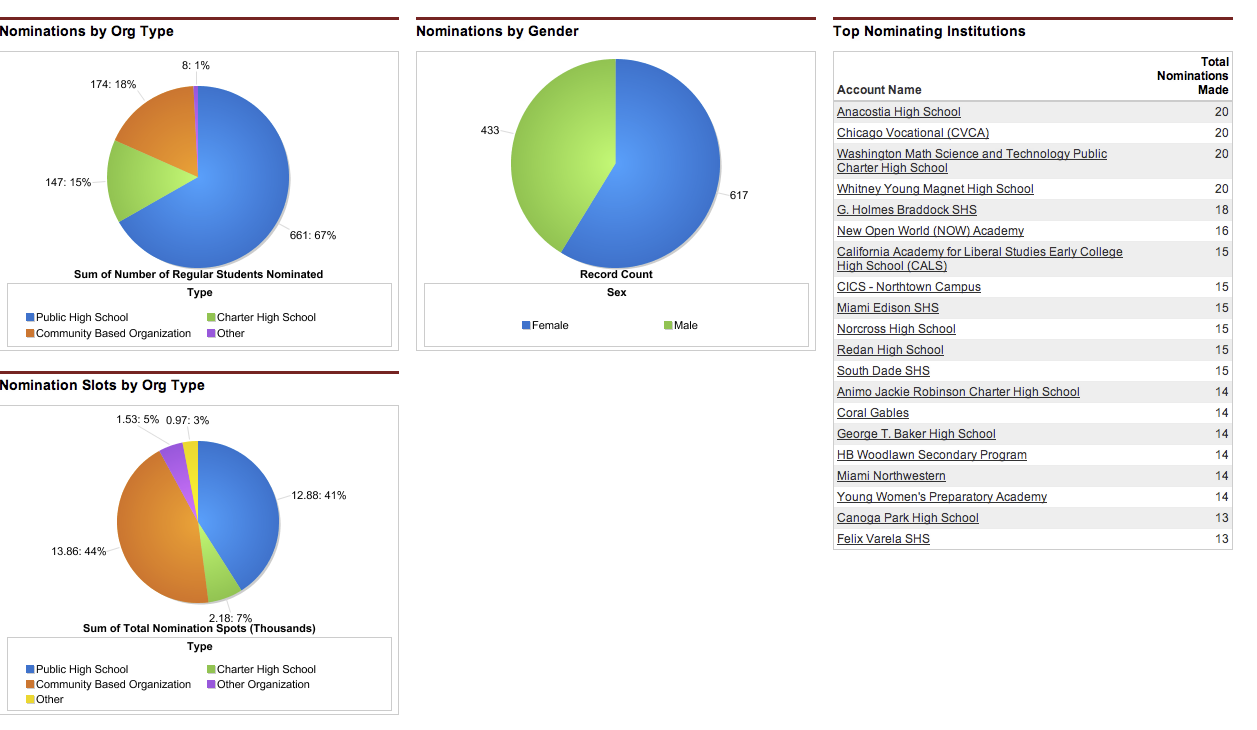 Nominations by Org Type
8: 1%
174: 18%
147: 15%
661: 67%
Sum of Number of Regular Students Nominated
Type
Public High School
Charter High School
Community Based Organization
Other
Nominations by Gender
433
617
Record Count
Sex
Female
Male
Top Nominating Institutions
Account Name
Total
Nominations
Made
Anacostia High School 20
Chicago Vocational (CVCA) 20
Washington Math Science and Technology Public 20
Charter High School
Whitney Young Magnet High School 20
G. Holmes Braddock SHS 18
New Open World (NOW) Academy 16
California Academy for Liberal Studies Early College 15
High School (CALS)
CICS - Northtown Campus 15
Miami Edison SHS 15
Norcross High School 15
Redan High School 15
South Dade SHS 15
Animo Jackie Robinson Charter High School 14
Coral Gables 14
George T. Baker High School 14
HB Woodlawn Secondary Program 14
Miami Northwestern 14
Young Women's Preparatory Academy 14
Canoga Park High School 13
Felix Varela SHS 13
Nomination Slots by Org Type
1.53: 5% 0.97: 3%
12.88: 41%
13.86: 44%
2.18: 7%
Sum of Total Nomination Spots (Thousands)
Type
Public High School
Charter High School
Community Based Organization
Other Organization
Other